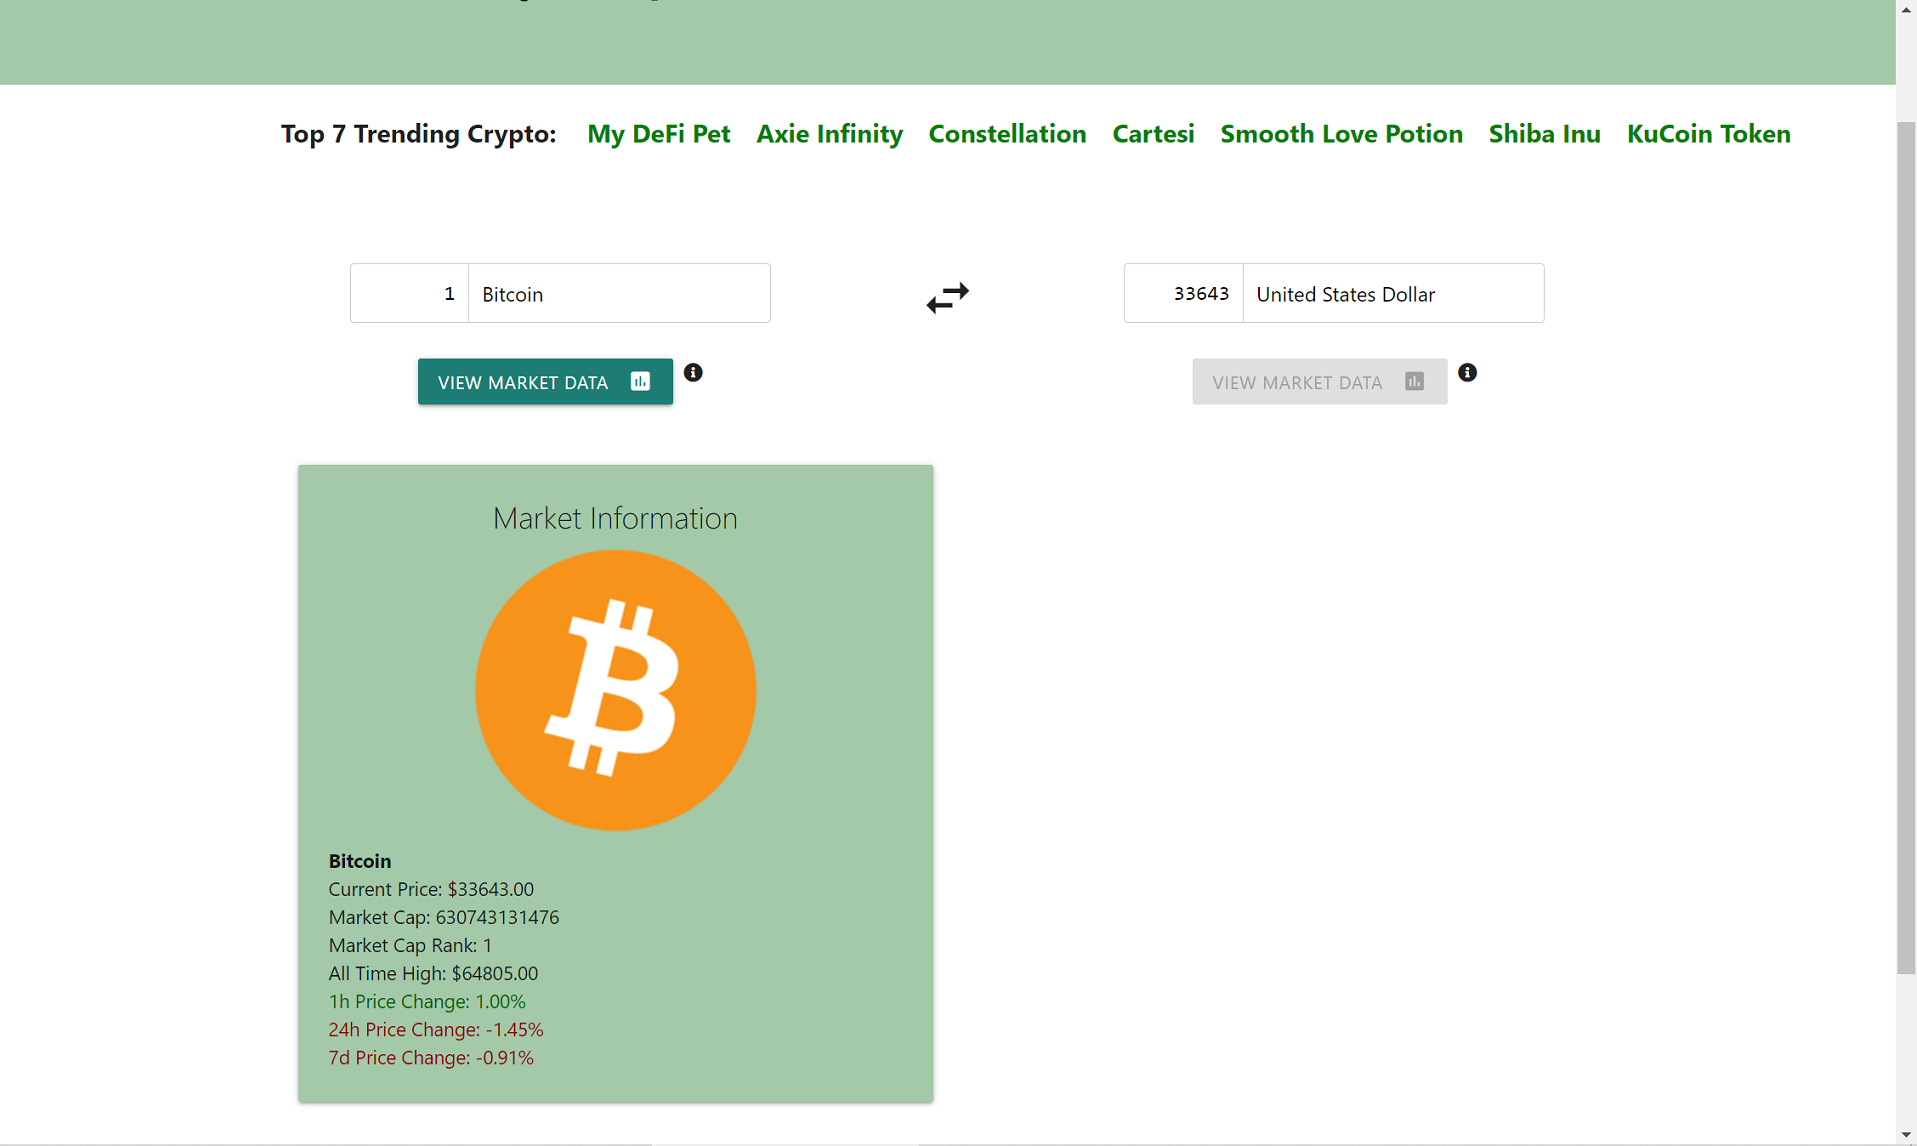 Top 7 Trending Crypto: My DeFi Pet Axie Infinity Constellation Cartesi Smooth Love Potion Shiba Inu KuCoin Token
1 Bitcoin 33643 United States Dollar
VIEW MARKET DATA VIEW MARKET DATA
Market Information
Bitcoin
Current Price: $33643.00
Market Cap: 630743131476
Market Cap Rank: 1
All Time High: $64805.00
1h Price Change: 1.00%
24h Price Change: -1.45%
7d Price Change: -0.91%